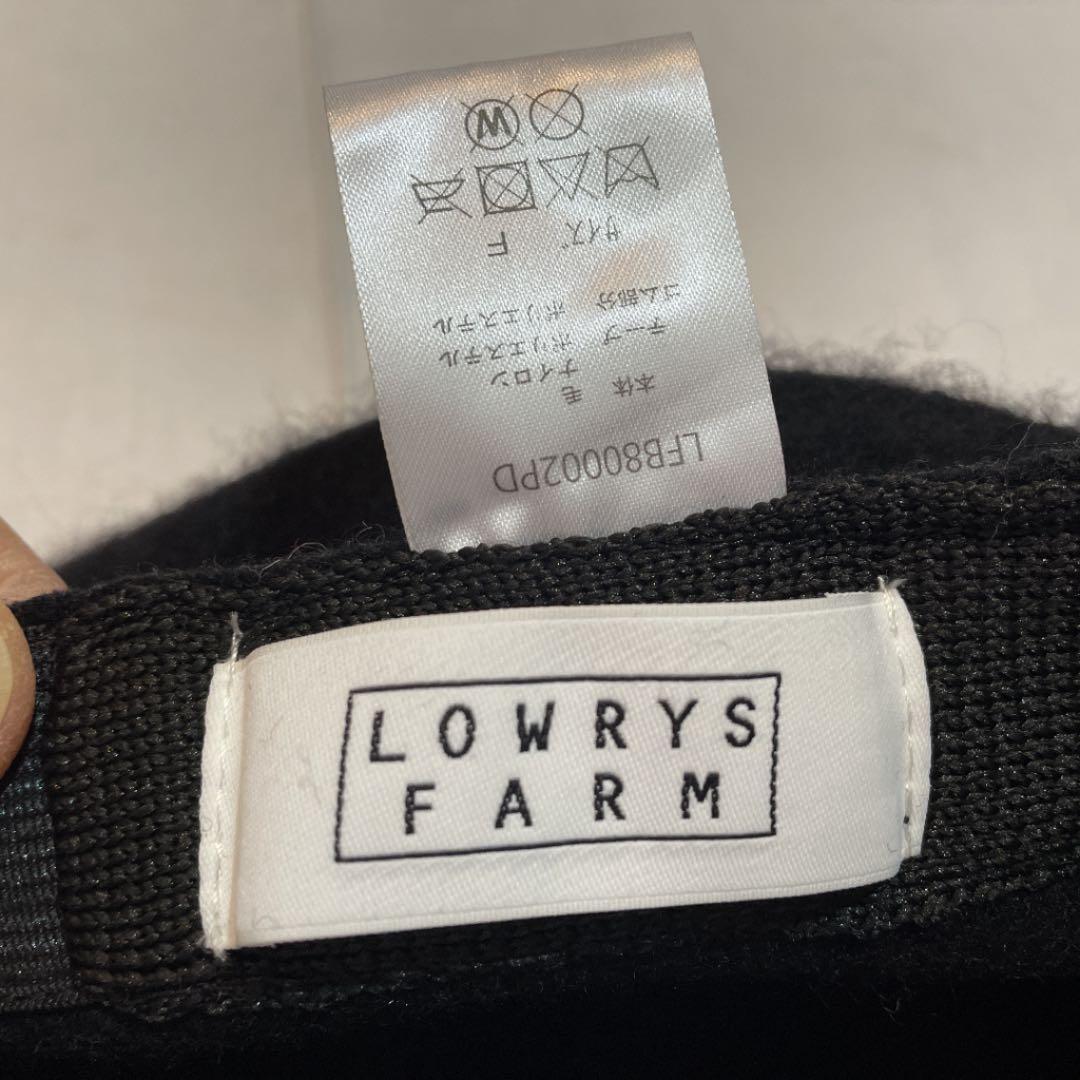 LFB80002PD
本体 毛
ナイロン
テープ ポリエステル
ゴム部分 ポリエステル
サイズ F
W
LOWRYS
FARM